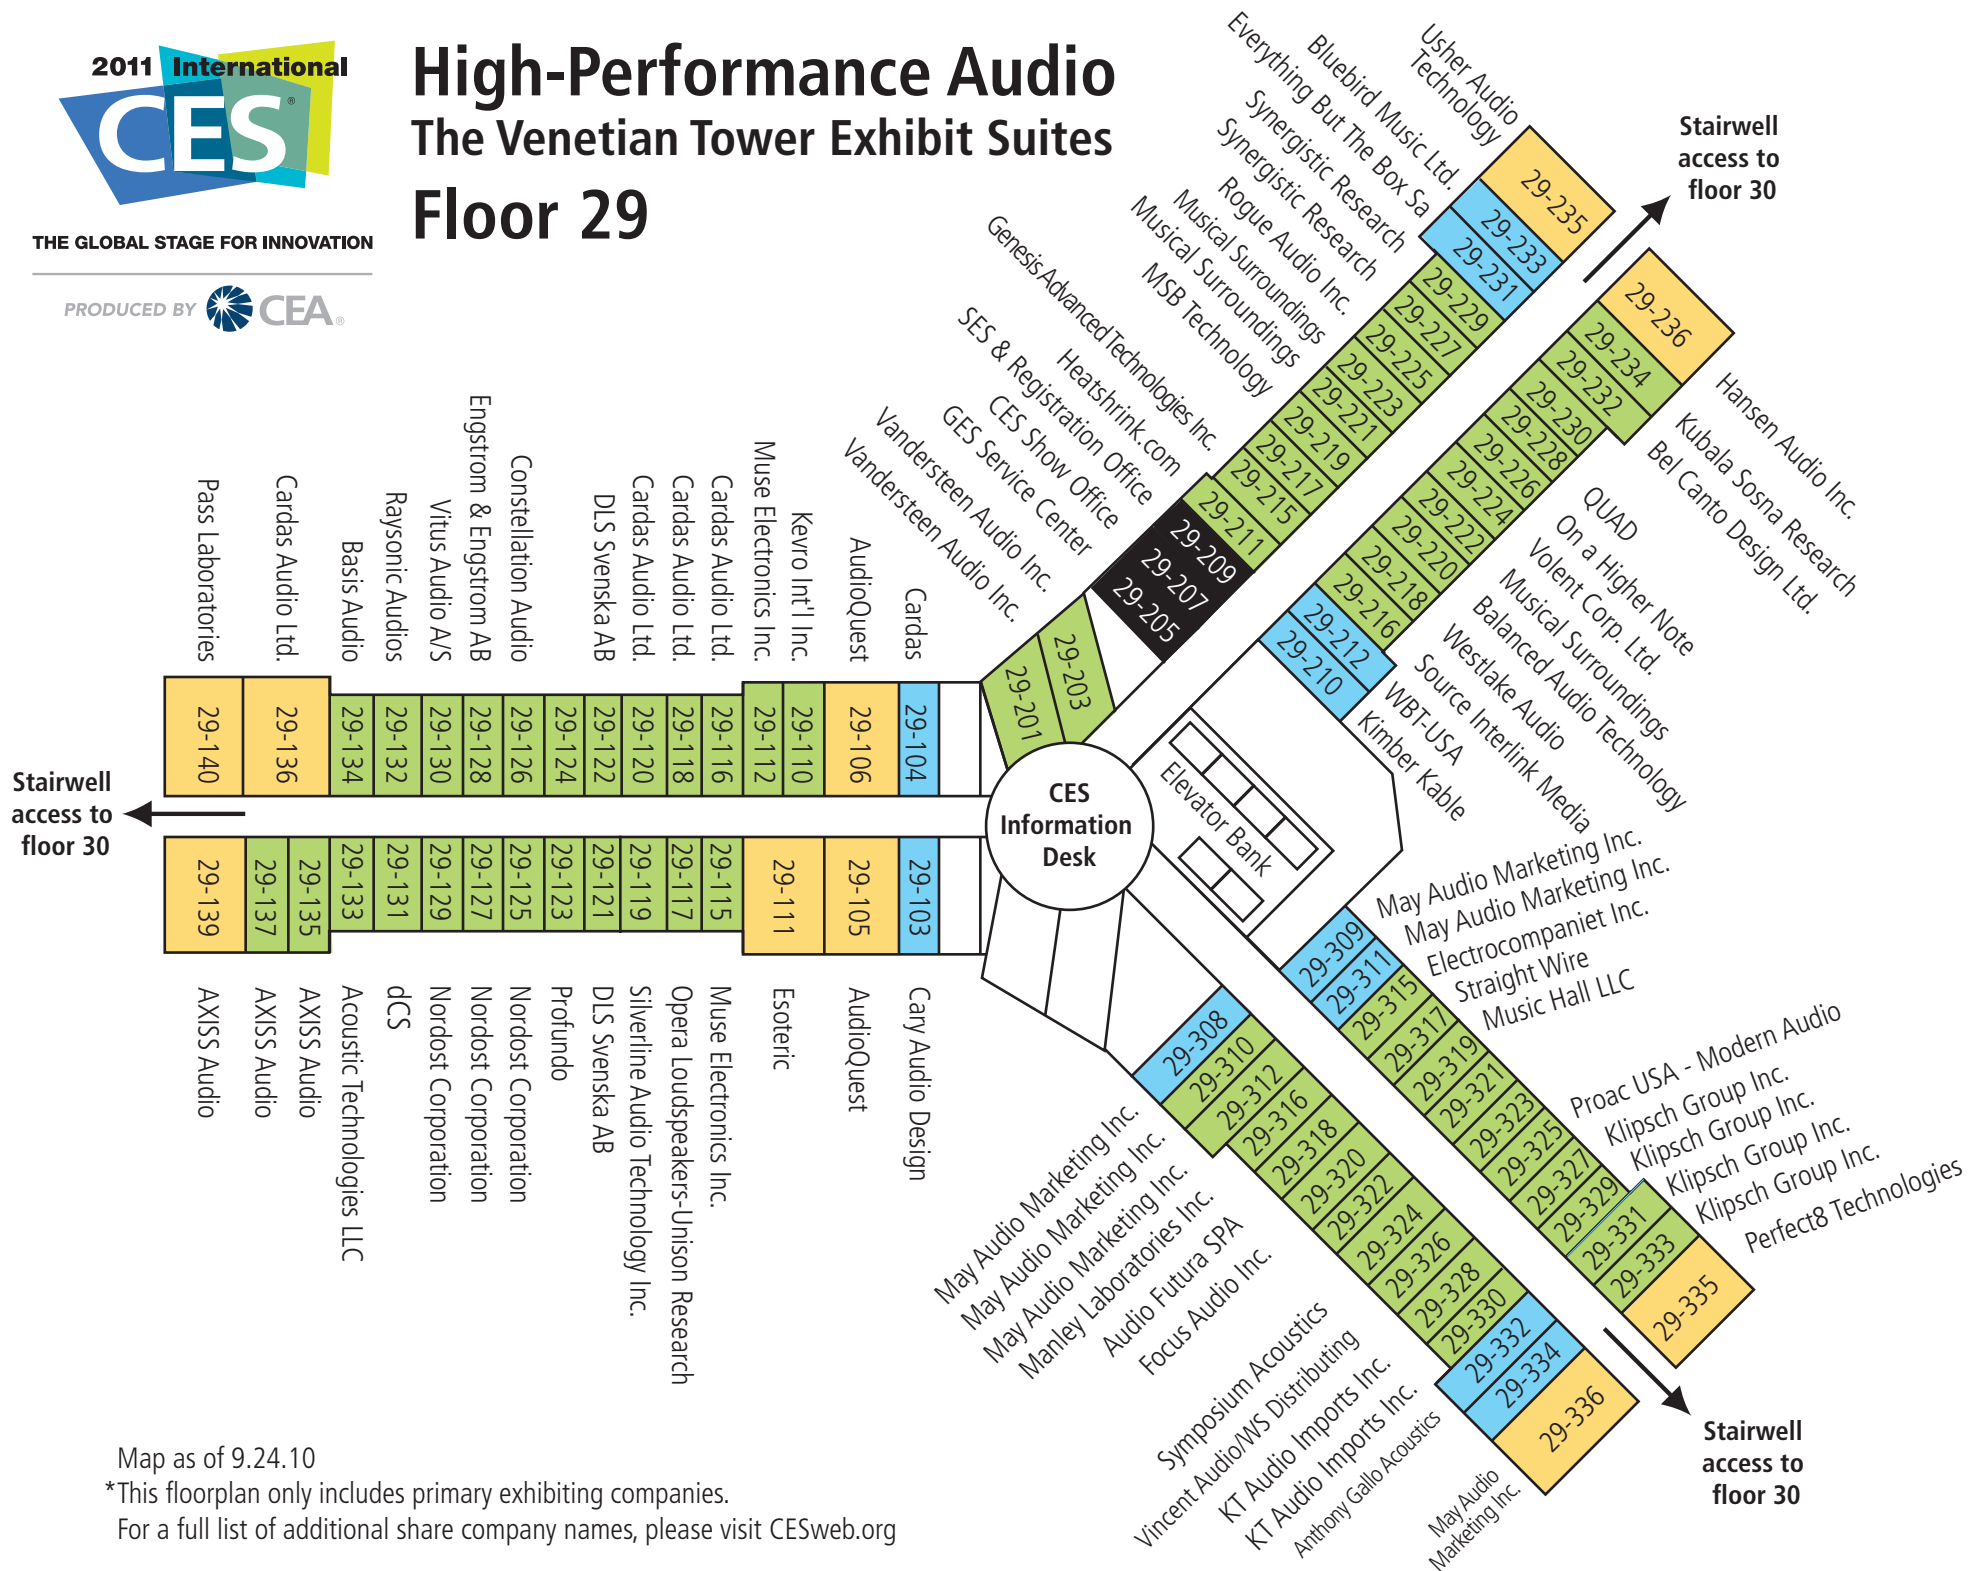 2011 International
CES®
THE GLOBAL STAGE FOR INNOVATION
PRODUCED BY CEA®
High-Performance Audio
The Venetian Tower Exhibit Suites
Floor 29
Stairwell
access to
floor 30
Usher Audio
Technology
Bluebird Music Ltd.
Everything But The Box Sa
Synergistic Research
Synergistic Research
Rogue Audio Inc.
Musical Surroundings
Musical Surroundings
MSB Technology
Genesis Advanced Technologies Inc.
Heatshrink.com
SES & Registration Office
CES Show Office
GES Service Center
Vandersteen Audio Inc.
Vandersteen Audio Inc.
29-235
29-233
29-231
29-229
29-227
29-225
29-223
29-221
29-219
29-217
29-215
29-211
29-209
29-207
29-205
29-203
29-201
29-236
29-234
29-232
29-230
29-228
29-226
29-224
29-222
29-220
29-218
29-216
29-212
29-210
Hansen Audio Inc.
Kubala Sosna Research
Bel Canto Design Ltd.
QUAD
On a Higher Note
Volent Corp. Ltd.
Musical Surroundings
Balanced Audio Technology
Westlake Audio
Source Interlink Media
WBT-USA
Kimber Kable
Pass Laboratories
Cardas Audio Ltd.
Basis Audio
Raysonic Audios
Vitus Audio A/S
Engstrom & Engstrom AB
Constellation Audio
DLS Svenska AB
Cardas Audio Ltd.
Cardas Audio Ltd.
Cardas Audio Ltd.
Muse Electronics Inc.
Kevro Int'l Inc.
AudioQuest
Cardas
29-140
29-136
29-134
29-132
29-130
29-128
29-126
29-124
29-122
29-120
29-118
29-116
29-112
29-110
29-106
29-104
Stairwell
access to
floor 30
CES
Information
Desk
Elevator Bank
29-139
29-137
29-135
29-133
29-131
29-129
29-127
29-125
29-123
29-121
29-119
29-117
29-115
29-111
29-105
29-103
AXISS Audio
AXISS Audio
AXISS Audio
Acoustic Technologies LLC
dCS
Nordost Corporation
Nordost Corporation
Nordost Corporation
Profundo
DLS Svenska AB
Silverline Audio Technology Inc.
Opera Loudspeakers-Unison Research
Muse Electronics Inc.
Esoteric
AudioQuest
Cary Audio Design
May Audio Marketing Inc.
May Audio Marketing Inc.
Electrocompaniet Inc.
Straight Wire
Music Hall LLC
Proac USA - Modern Audio
Klipsch Group Inc.
Klipsch Group Inc.
Klipsch Group Inc.
Klipsch Group Inc.
Perfect8 Technologies
29-309
29-311
29-315
29-317
29-319
29-321
29-323
29-325
29-327
29-329
29-331
29-333
29-335
29-308
29-310
29-312
29-316
29-318
29-320
29-322
29-324
29-326
29-328
29-330
29-332
29-334
29-336
May Audio Marketing Inc.
May Audio Marketing Inc.
May Audio Marketing Inc.
Manley Laboratories Inc.
Audio Futura SPA
Focus Audio Inc.
Symposium Acoustics
Vincent Audio/WS Distributing
KT Audio Imports Inc.
KT Audio Imports Inc.
Anthony Gallo Acoustics
May Audio
Marketing Inc.
Stairwell
access to
floor 30
Map as of 9.24.10
*This floorplan only includes primary exhibiting companies.
For a full list of additional share company names, please visit CESweb.org